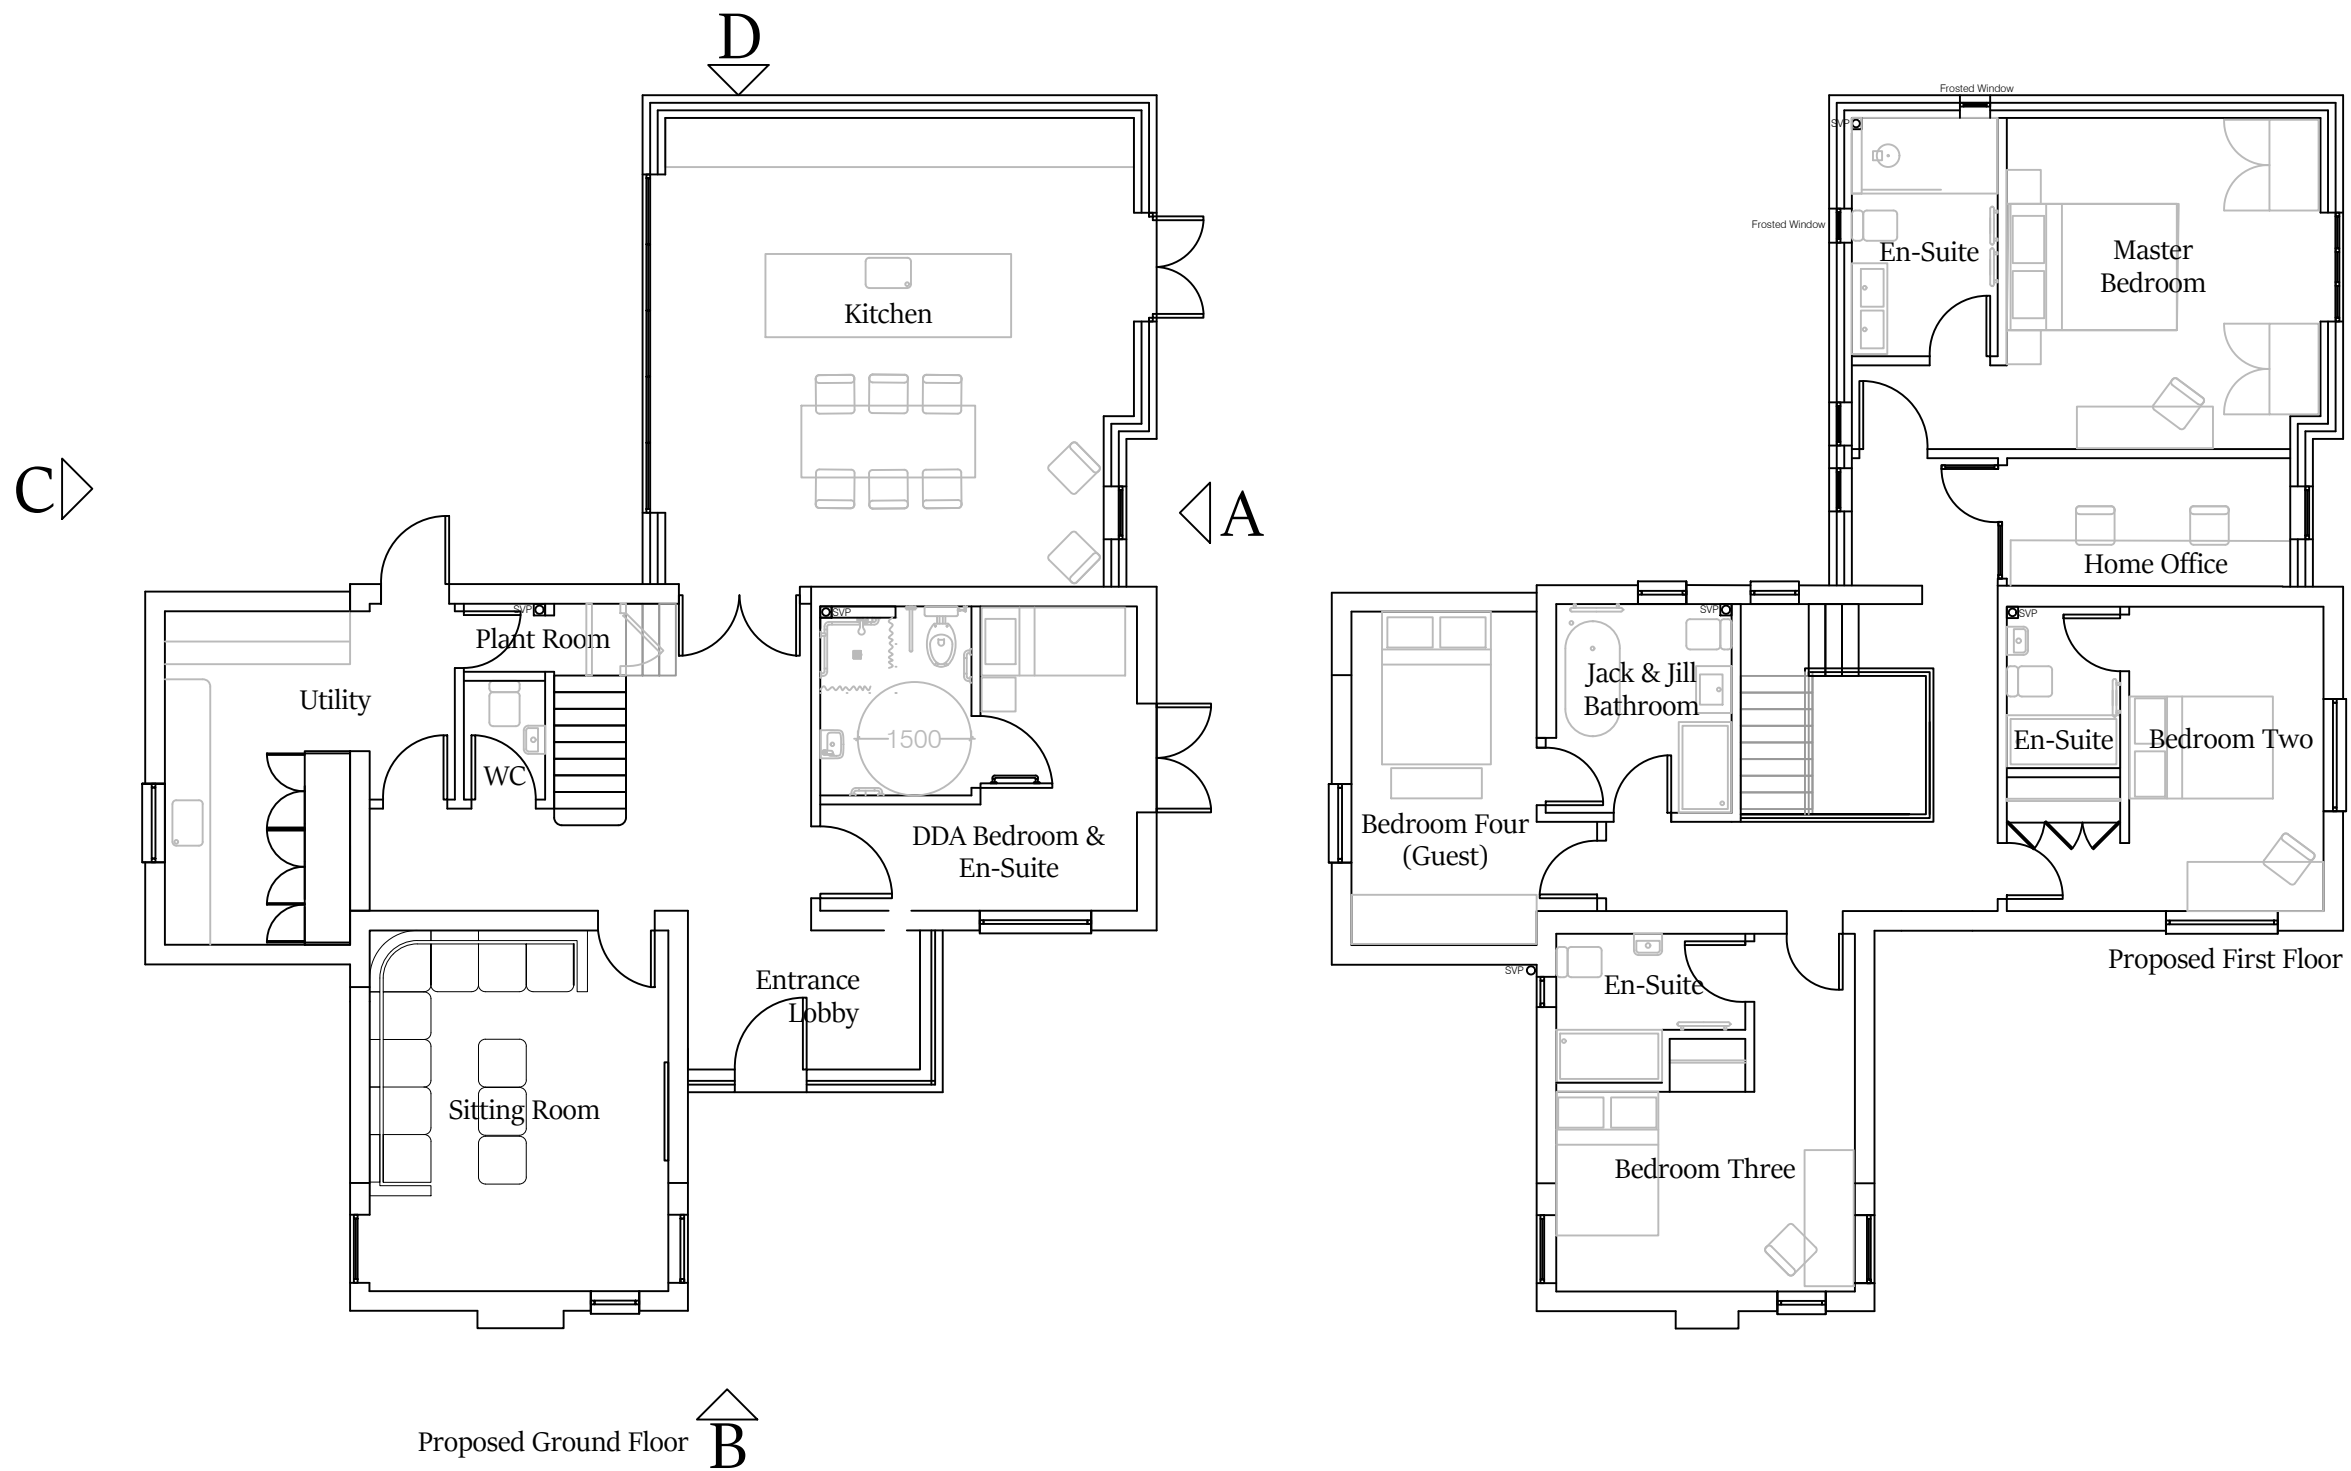 D
C
A
B
Kitchen
SVP
Plant Room
Utility
WC
SVP
1500
DDA Bedroom &
En-Suite
Entrance
Lobby
Sitting Room
Proposed Ground Floor
Frosted Window
SVP
Frosted Window
En-Suite
Master
Bedroom
Home Office
SVP
Jack & Jill
Bathroom
SVP
En-Suite
Bedroom Two
Bedroom Four
(Guest)
SVP
En-Suite
Bedroom Three
Proposed First Floor